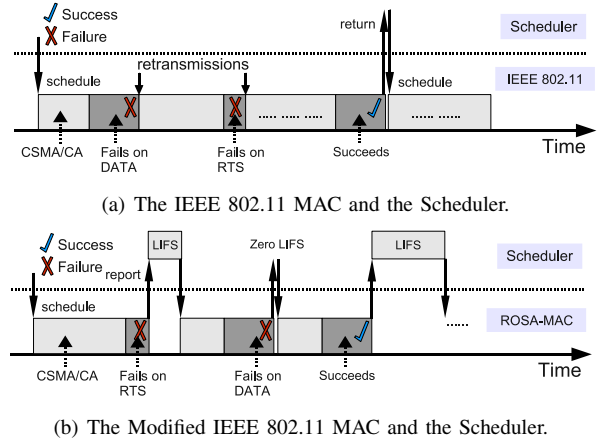 Success
Failure
return
Scheduler
schedule
retransmissions
schedule
IEEE 802.11
...... ...... ......
...... ......
CSMA/CA
Fails on
DATA
Fails on
RTS
Succeeds
Time
(a) The IEEE 802.11 MAC and the Scheduler.
Success
Failure
LIFS
Zero LIFS
LIFS
Scheduler
report
schedule
......
ROSA-MAC
CSMA/CA
Fails on
RTS
Fails on
DATA
Succeeds
Time
(b) The Modified IEEE 802.11 MAC and the Scheduler.